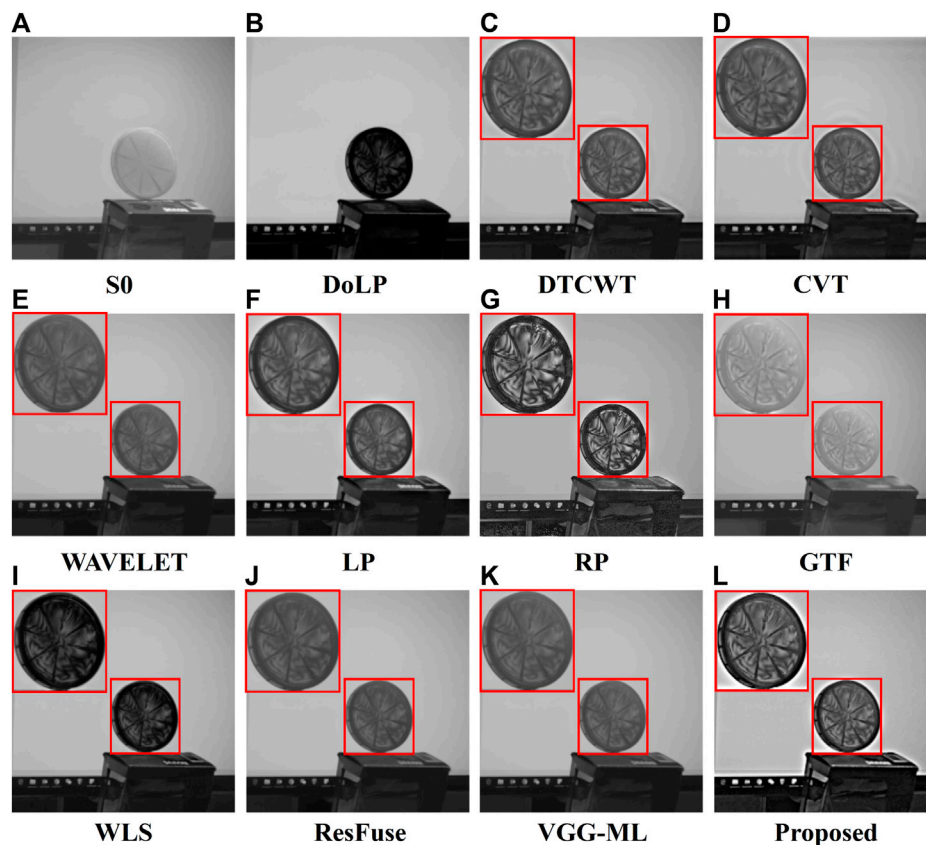 A B C D
S0 DoLP DTCWT CVT
E F G H
WAVELET LP RP GTF
I J K L
WLS ResFuse VGG-ML Proposed